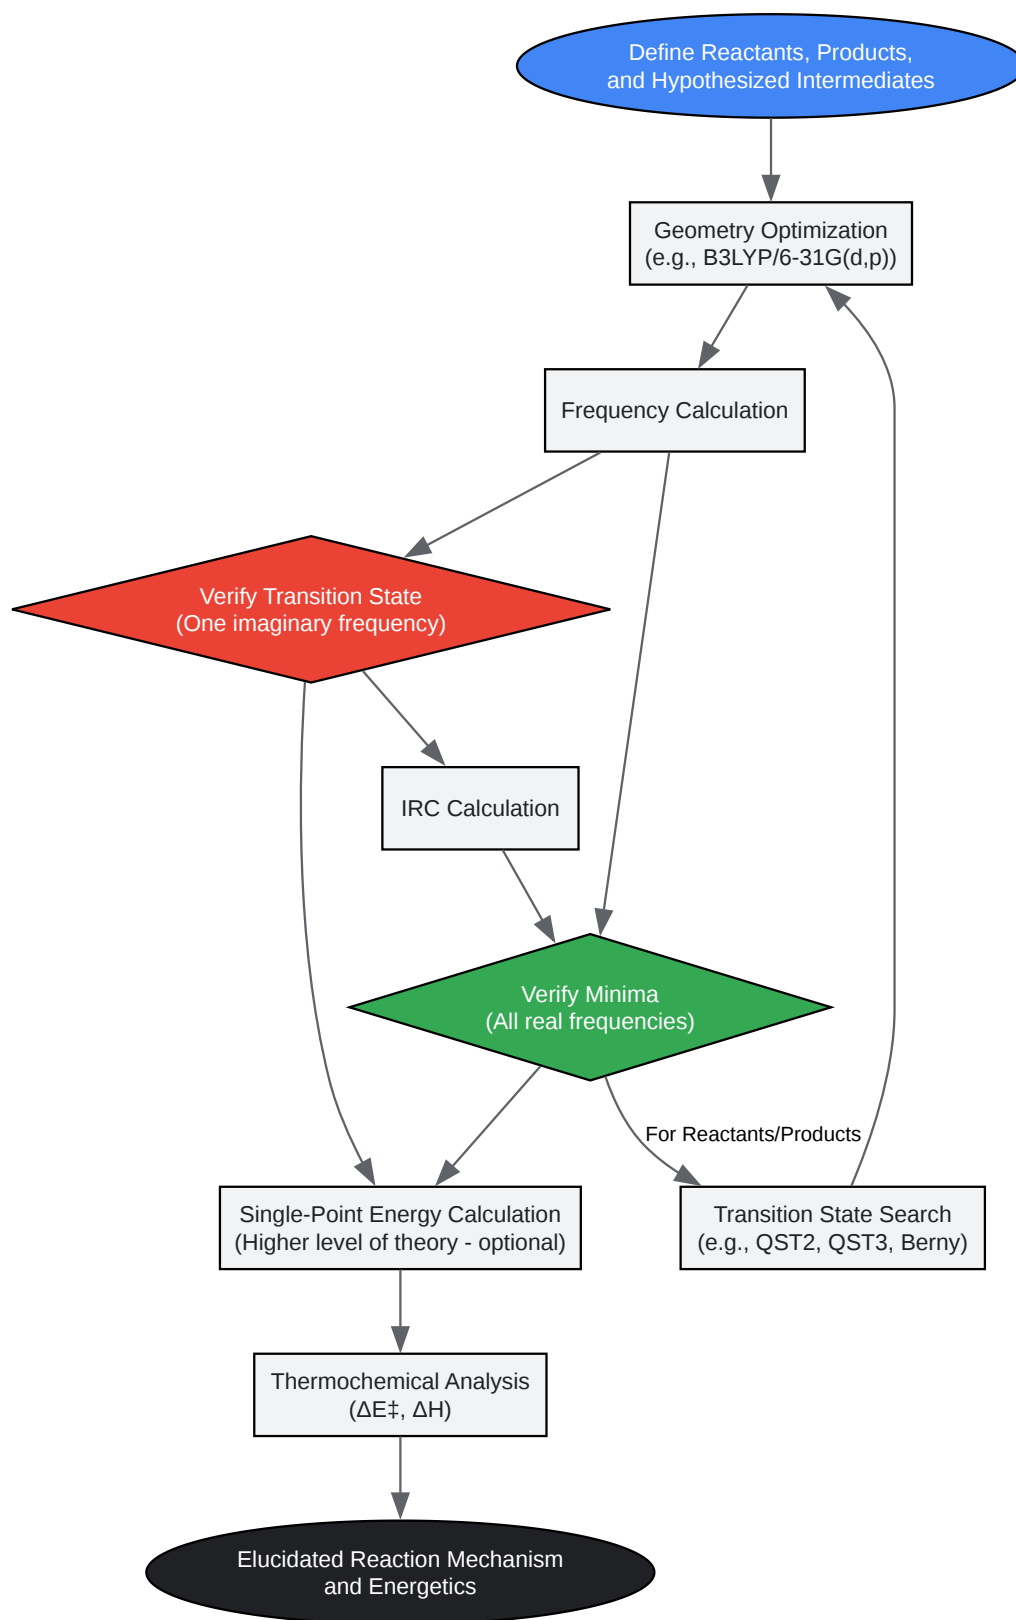 Define Reactants, Products,
and Hypothesized Intermediates
Geometry Optimization
(e.g., B3LYP/6-31G(d,p))
Frequency Calculation
Verify Transition State
(One imaginary frequency)
IRC Calculation
Verify Minima
(All real frequencies)
For Reactants/Products
Single-Point Energy Calculation
(Higher level of theory - optional)
Transition State Search
(e.g., QST2, QST3, Berny)
Thermochemical Analysis
(ΔE‡, ΔH)
Elucidated Reaction Mechanism
and Energetics